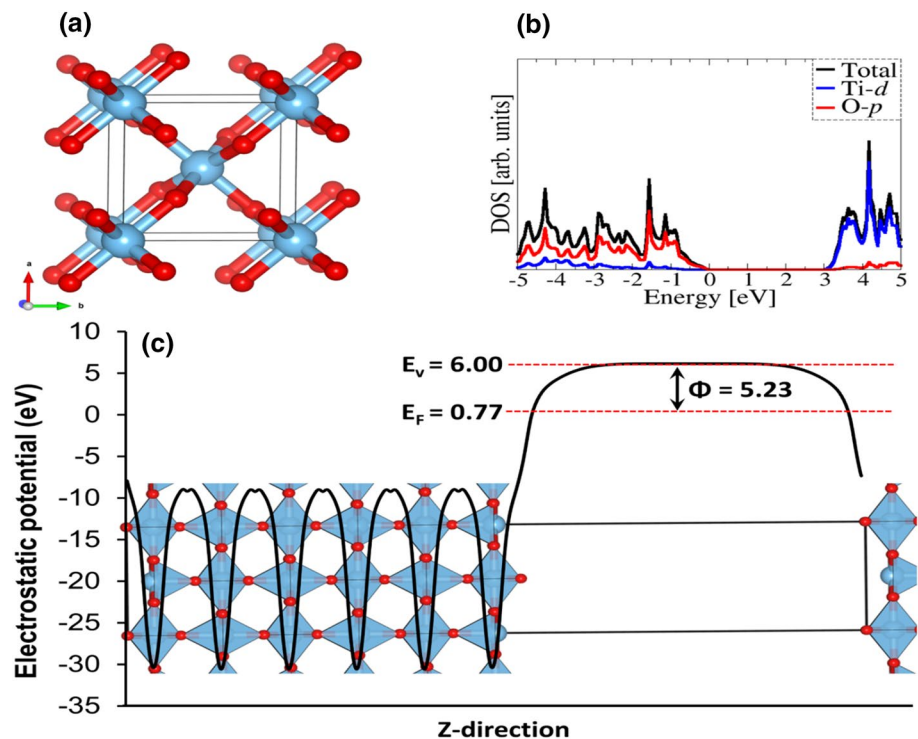 (a)
a
b
(b)
DOS [arb. units]
Total
Ti-d
O-p
-5 -4 -3 -2 -1 0 1 2 3 4 5
Energy [eV]
(c)
Electrostatic potential (eV)
10
5
0
-5
-10
-15
-20
-25
-30
-35
Ev = 6.00
Φ = 5.23
EF = 0.77
Z-direction